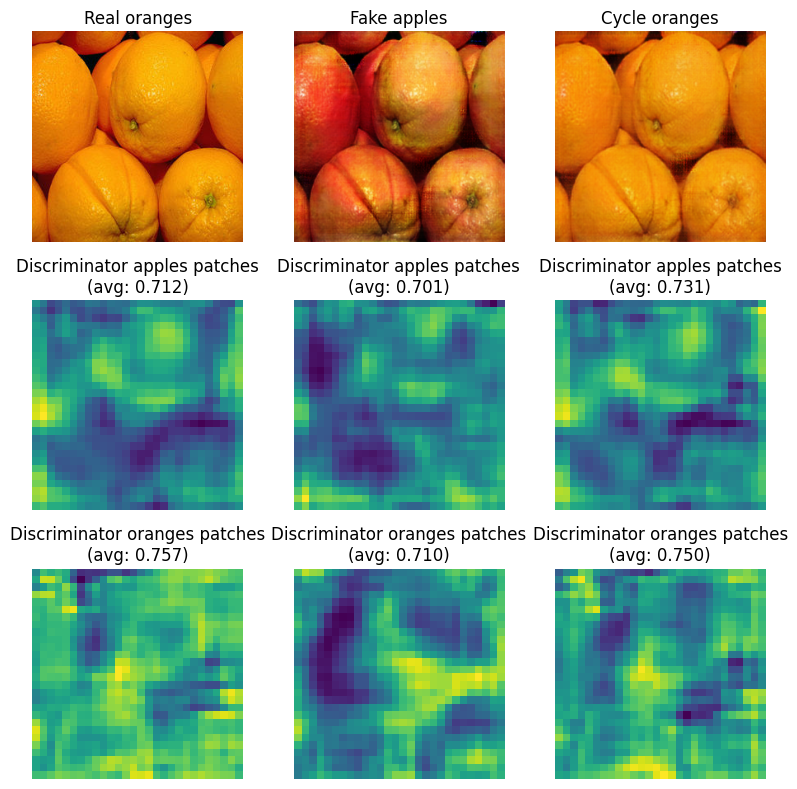 Real oranges
Fake apples
Cycle oranges
Discriminator apples patches
(avg: 0.712)
Discriminator apples patches
(avg: 0.701)
Discriminator apples patches
(avg: 0.731)
Discriminator oranges patches
(avg: 0.757)
Discriminator oranges patches
(avg: 0.710)
Discriminator oranges patches
(avg: 0.750)